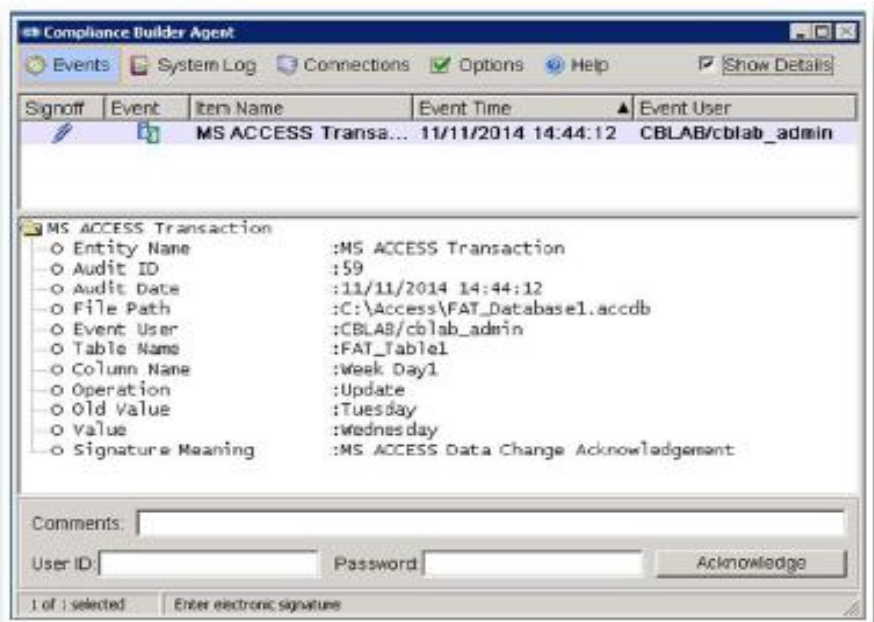 Compliance Builder Agent
Events System Log Connections Options Help Show Details
Signoff Event Item Name Event Time Event User
MS ACCESS Transa... 11/11/2014 14:44:12 CBLAB/cblab_admin
MS ACCESS Transaction
Entity Name :MS ACCESS Transaction
Audit ID :59
Audit Date :11/11/2014 14:44:12
File Path :C:\Access\FAT_Database1.accdb
Event User :CBLAB/cblab_admin
Table Name :FAT_Table1
Column Name :Week Day1
Operation :Update
Old Value :Tuesday
Value :Wednesday
Signature Meaning :MS ACCESS Data Change Acknowledgement
Comments:
User ID: Password: Acknowledge
1 of 1 selected Enter electronic signature